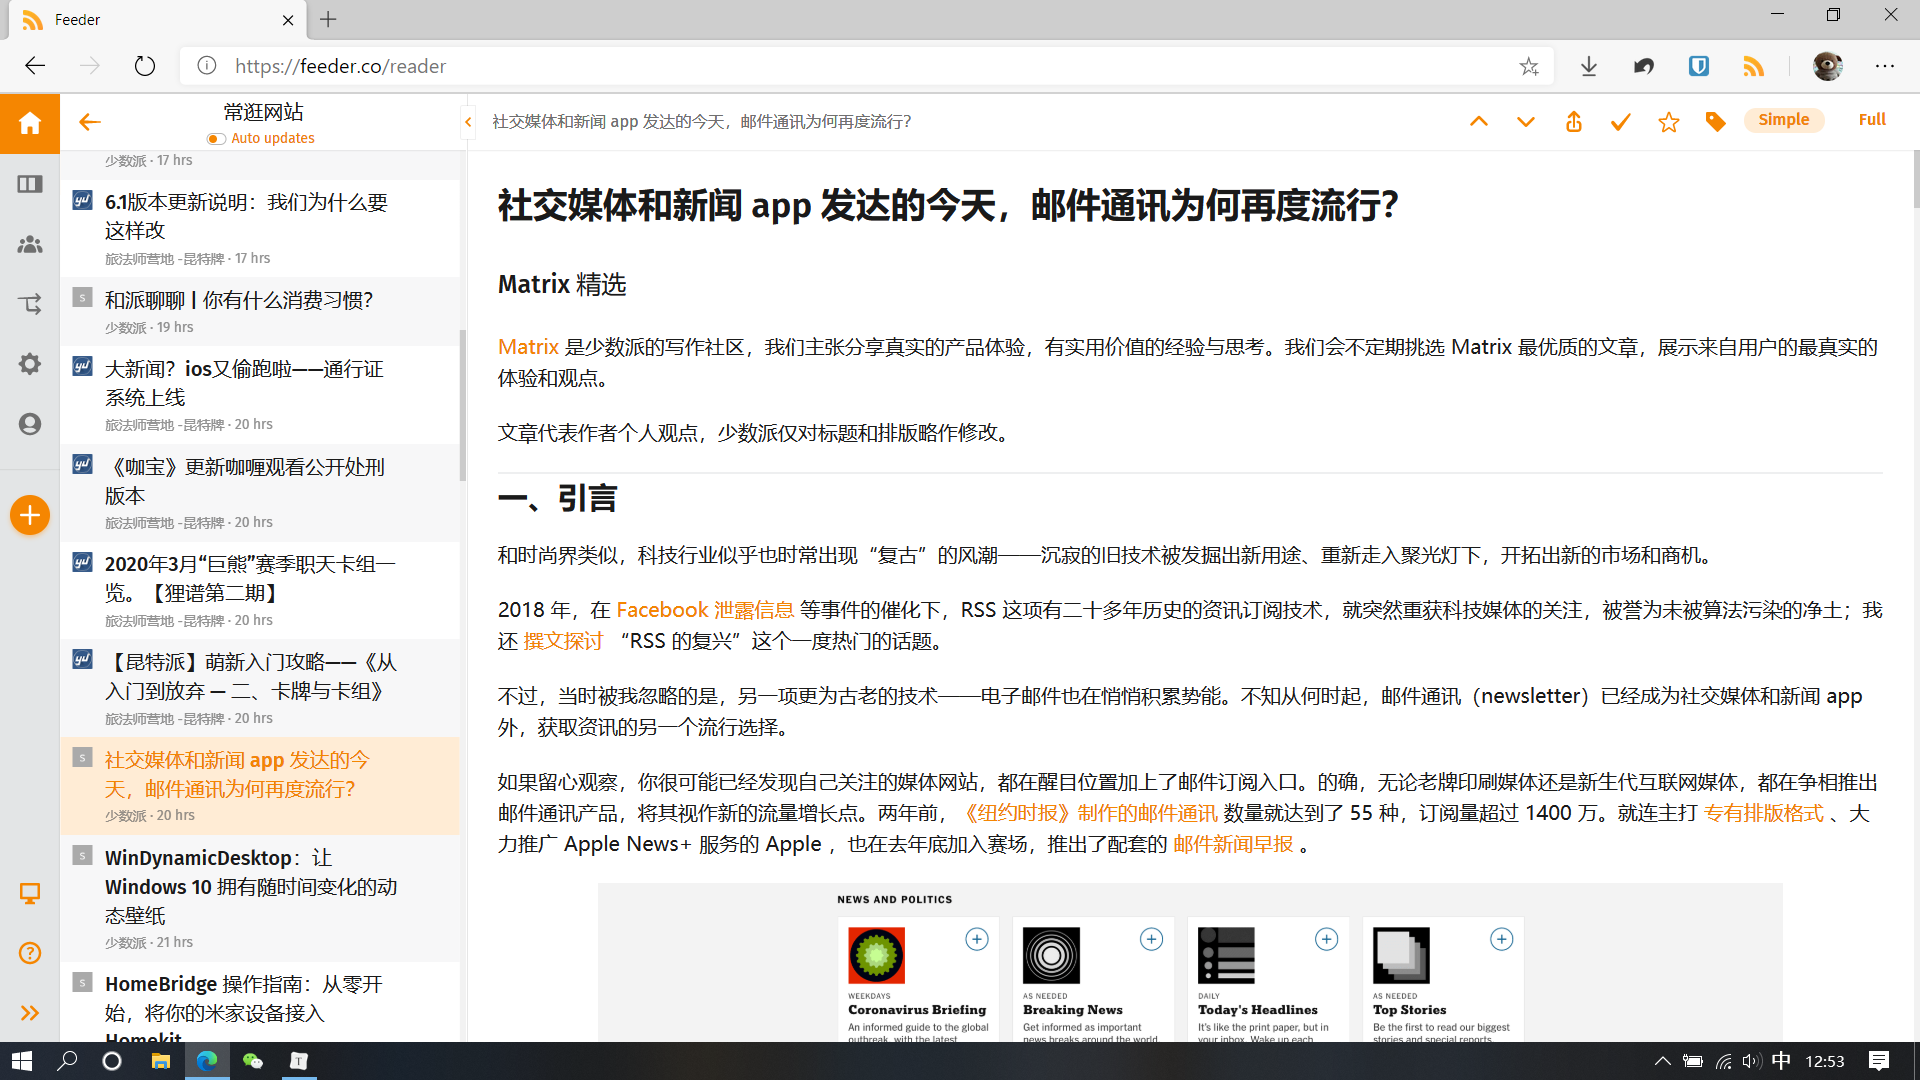 Feeder
https://feeder.co/reader
常逛网站
Auto updates
社交媒体和新闻 app 发达的今天，邮件通讯为何再度流行？
Simple
Full
少数派 · 17 hrs
6.1版本更新说明：我们为什么要
这样改
旅法师营地 -昆特牌 · 17 hrs
和派聊聊 | 你有什么消费习惯？
少数派 · 19 hrs
大新闻？ios又偷跑啦——通行证
系统上线
旅法师营地 -昆特牌 · 20 hrs
《咖宝》更新咖喱观看公开处刑
版本
旅法师营地 -昆特牌 · 20 hrs
2020年3月“巨熊”赛季职天卡组一
览。【狸谱第二期】
旅法师营地 -昆特牌 · 20 hrs
【昆特派】萌新入门攻略——《从
入门到放弃 — 二、卡牌与卡组》
旅法师营地 -昆特牌 · 20 hrs
社交媒体和新闻 app 发达的今
天，邮件通讯为何再度流行？
少数派 · 20 hrs
WinDynamicDesktop：让
Windows 10 拥有随时间变化的动
态壁纸
少数派 · 21 hrs
HomeBridge 操作指南：从零开
始，将你的米家设备接入
Homekit
社交媒体和新闻 app 发达的今天，邮件通讯为何再度流行？
Matrix 精选
Matrix 是少数派的写作社区，我们主张分享真实的产品体验，有实用价值的经验与思考。我们会不定期挑选 Matrix 最优质的文章，展示来自用户的最真实的
体验和观点。
文章代表作者个人观点，少数派仅对标题和排版略作修改。
一、引言
和时尚界类似，科技行业似乎也时常出现“复古”的风潮——沉寂的旧技术被发掘出新用途、重新走入聚光灯下，开拓出新的市场和商机。
2018 年，在 Facebook 泄露信息 等事件的催化下，RSS 这项有二十多年历史的资讯订阅技术，就突然重获科技媒体的关注，被誉为未被算法污染的净土；我
还 撰文探讨 “RSS 的复兴”这个一度热门的话题。
不过，当时被我忽略的是，另一项更为古老的技术——电子邮件也在悄悄积累势能。不知从何时起，邮件通讯（newsletter）已经成为社交媒体和新闻 app
外，获取资讯的另一个流行选择。
如果留心观察，你很可能已经发现自己关注的媒体网站，都在醒目位置加上了邮件订阅入口。的确，无论老牌印刷媒体还是新生代互联网媒体，都在争相推出
邮件通讯产品，将其视作新的流量增长点。两年前，《纽约时报》制作的邮件通讯 数量就达到了 55 种，订阅量超过 1400 万。就连主打 专有排版格式 、大
力推广 Apple News+ 服务的 Apple ，也在去年底加入赛场，推出了配套的 邮件新闻早报 。
NEWS AND POLITICS
WEEKDAYS
Coronavirus Briefing
An informed guide to the global
outbreak, with the latest
AS NEEDED
Breaking News
Get informed as important
news breaks around the world.
DAILY
Today's Headlines
It's like the print paper, but in
your inbox. Wake up each
AS NEEDED
Top Stories
Be the first to read our biggest
stories and special reports.
中
12:53